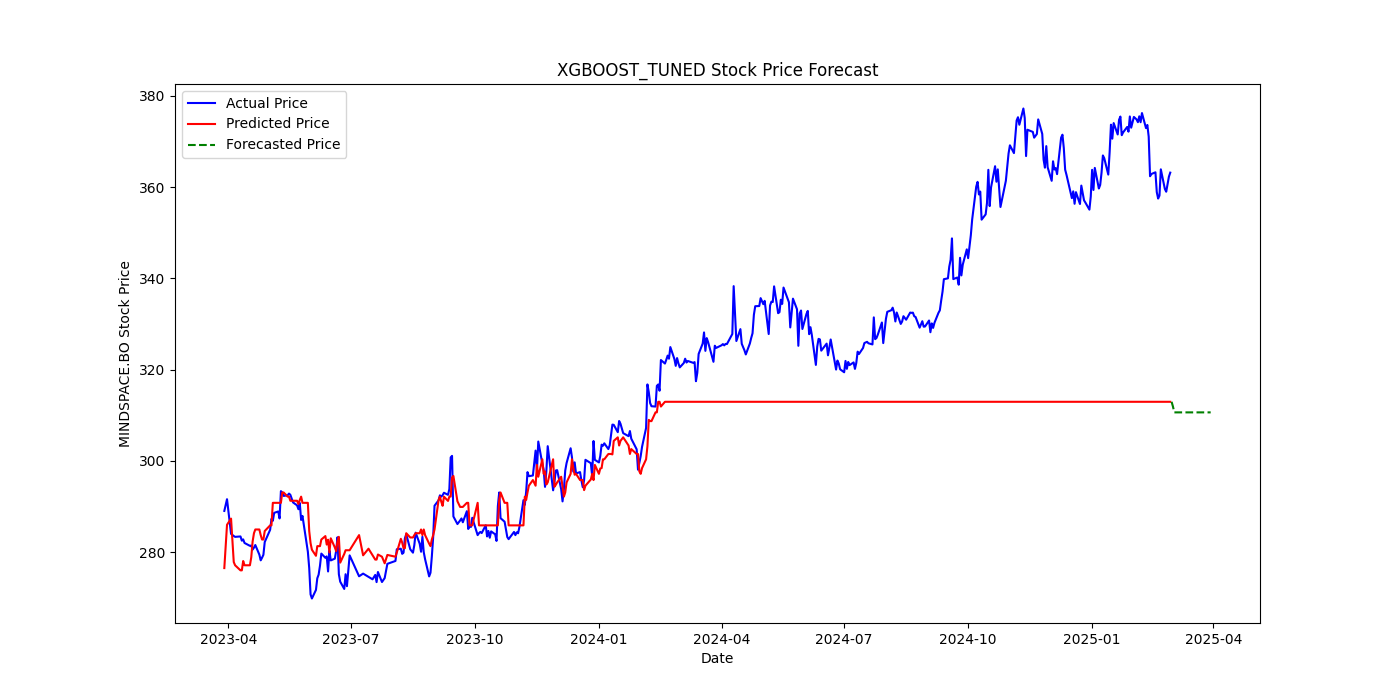 XGBOOST_TUNED Stock Price Forecast
Actual Price
Predicted Price
Forecasted Price
MINDSPACE.BO Stock Price
380
360
340
320
300
280
2023-04
2023-07
2023-10
2024-01
2024-04
2024-07
2024-10
2025-01
2025-04
Date